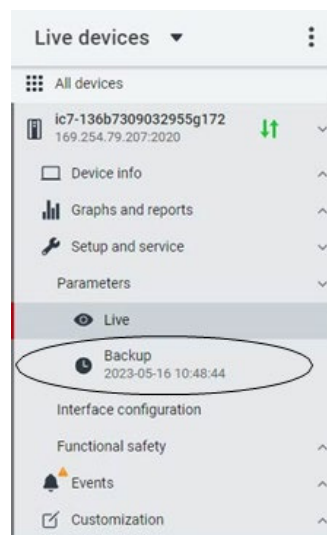 Live devices
All devices
ic7-136b7309032955g172
169.254.79.207:2020
Device info
Graphs and reports
Setup and service
Parameters
Live
Backup
2023-05-16 10:48:44
Interface configuration
Functional safety
Events
Customization